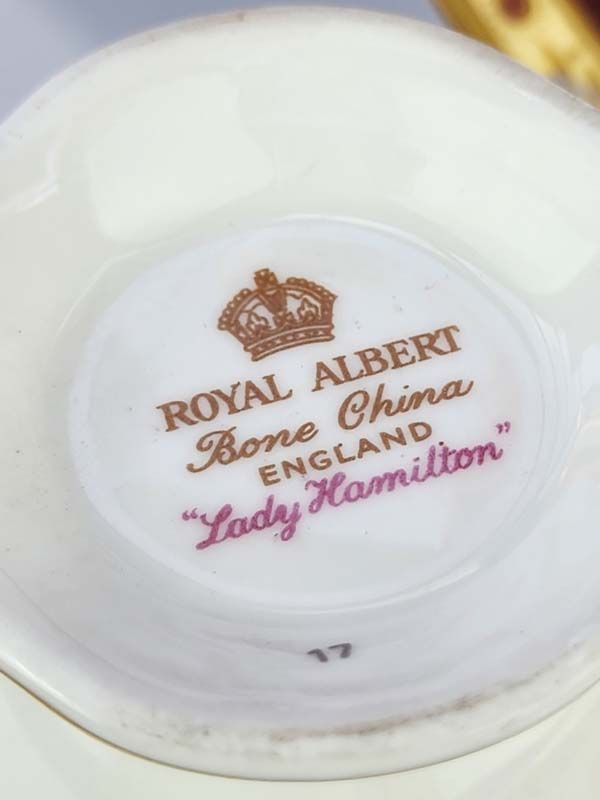 ROYAL ALBERT
Bone China
ENGLAND
“Lady Hamilton”
17